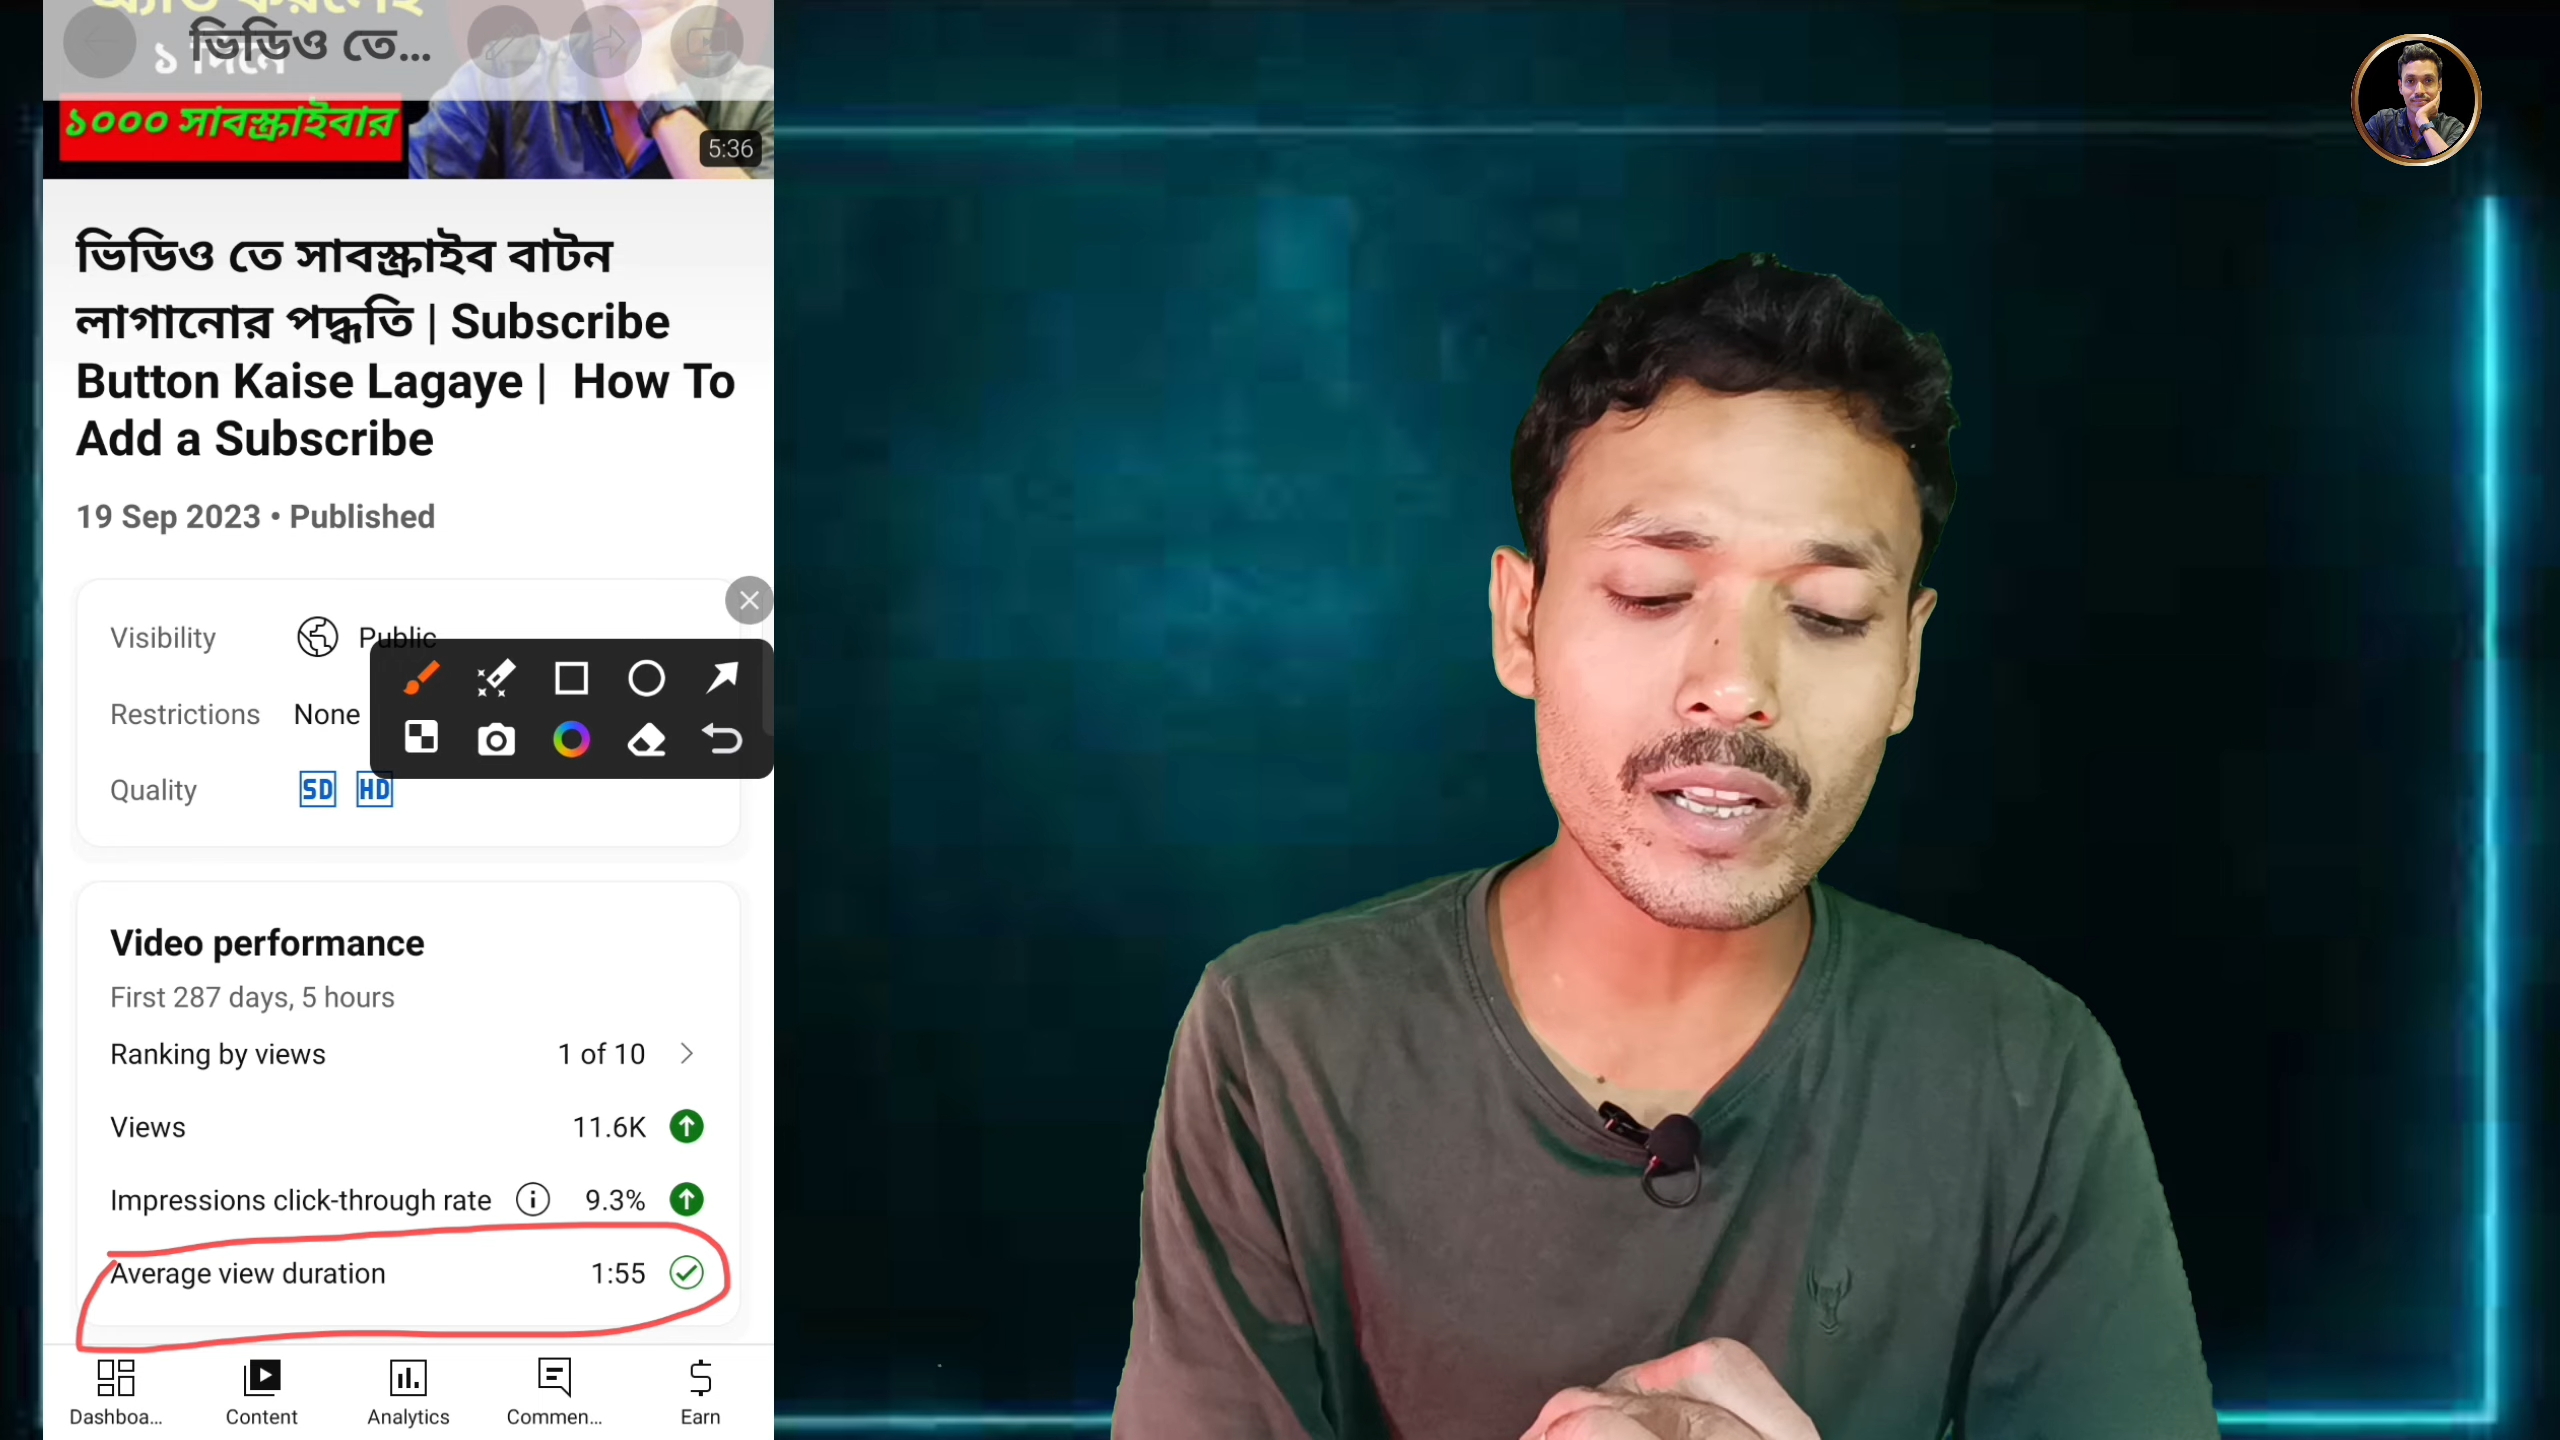 ভিডিও তে...
১ দিনে
১০০০ সাবস্ক্রাইবার
5:36
ভিডিও তে সাবস্ক্রাইব বাটন
লাগানোর পদ্ধতি | Subscribe
Button Kaise Lagaye | How To
Add a Subscribe
19 Sep 2023 • Published
Visibility Public
Restrictions None
Quality SD HD
Video performance
First 287 days, 5 hours
Ranking by views 1 of 10
Views 11.6K
Impressions click-through rate 9.3%
Average view duration 1:55
Dashboa... Content Analytics Commen... Earn